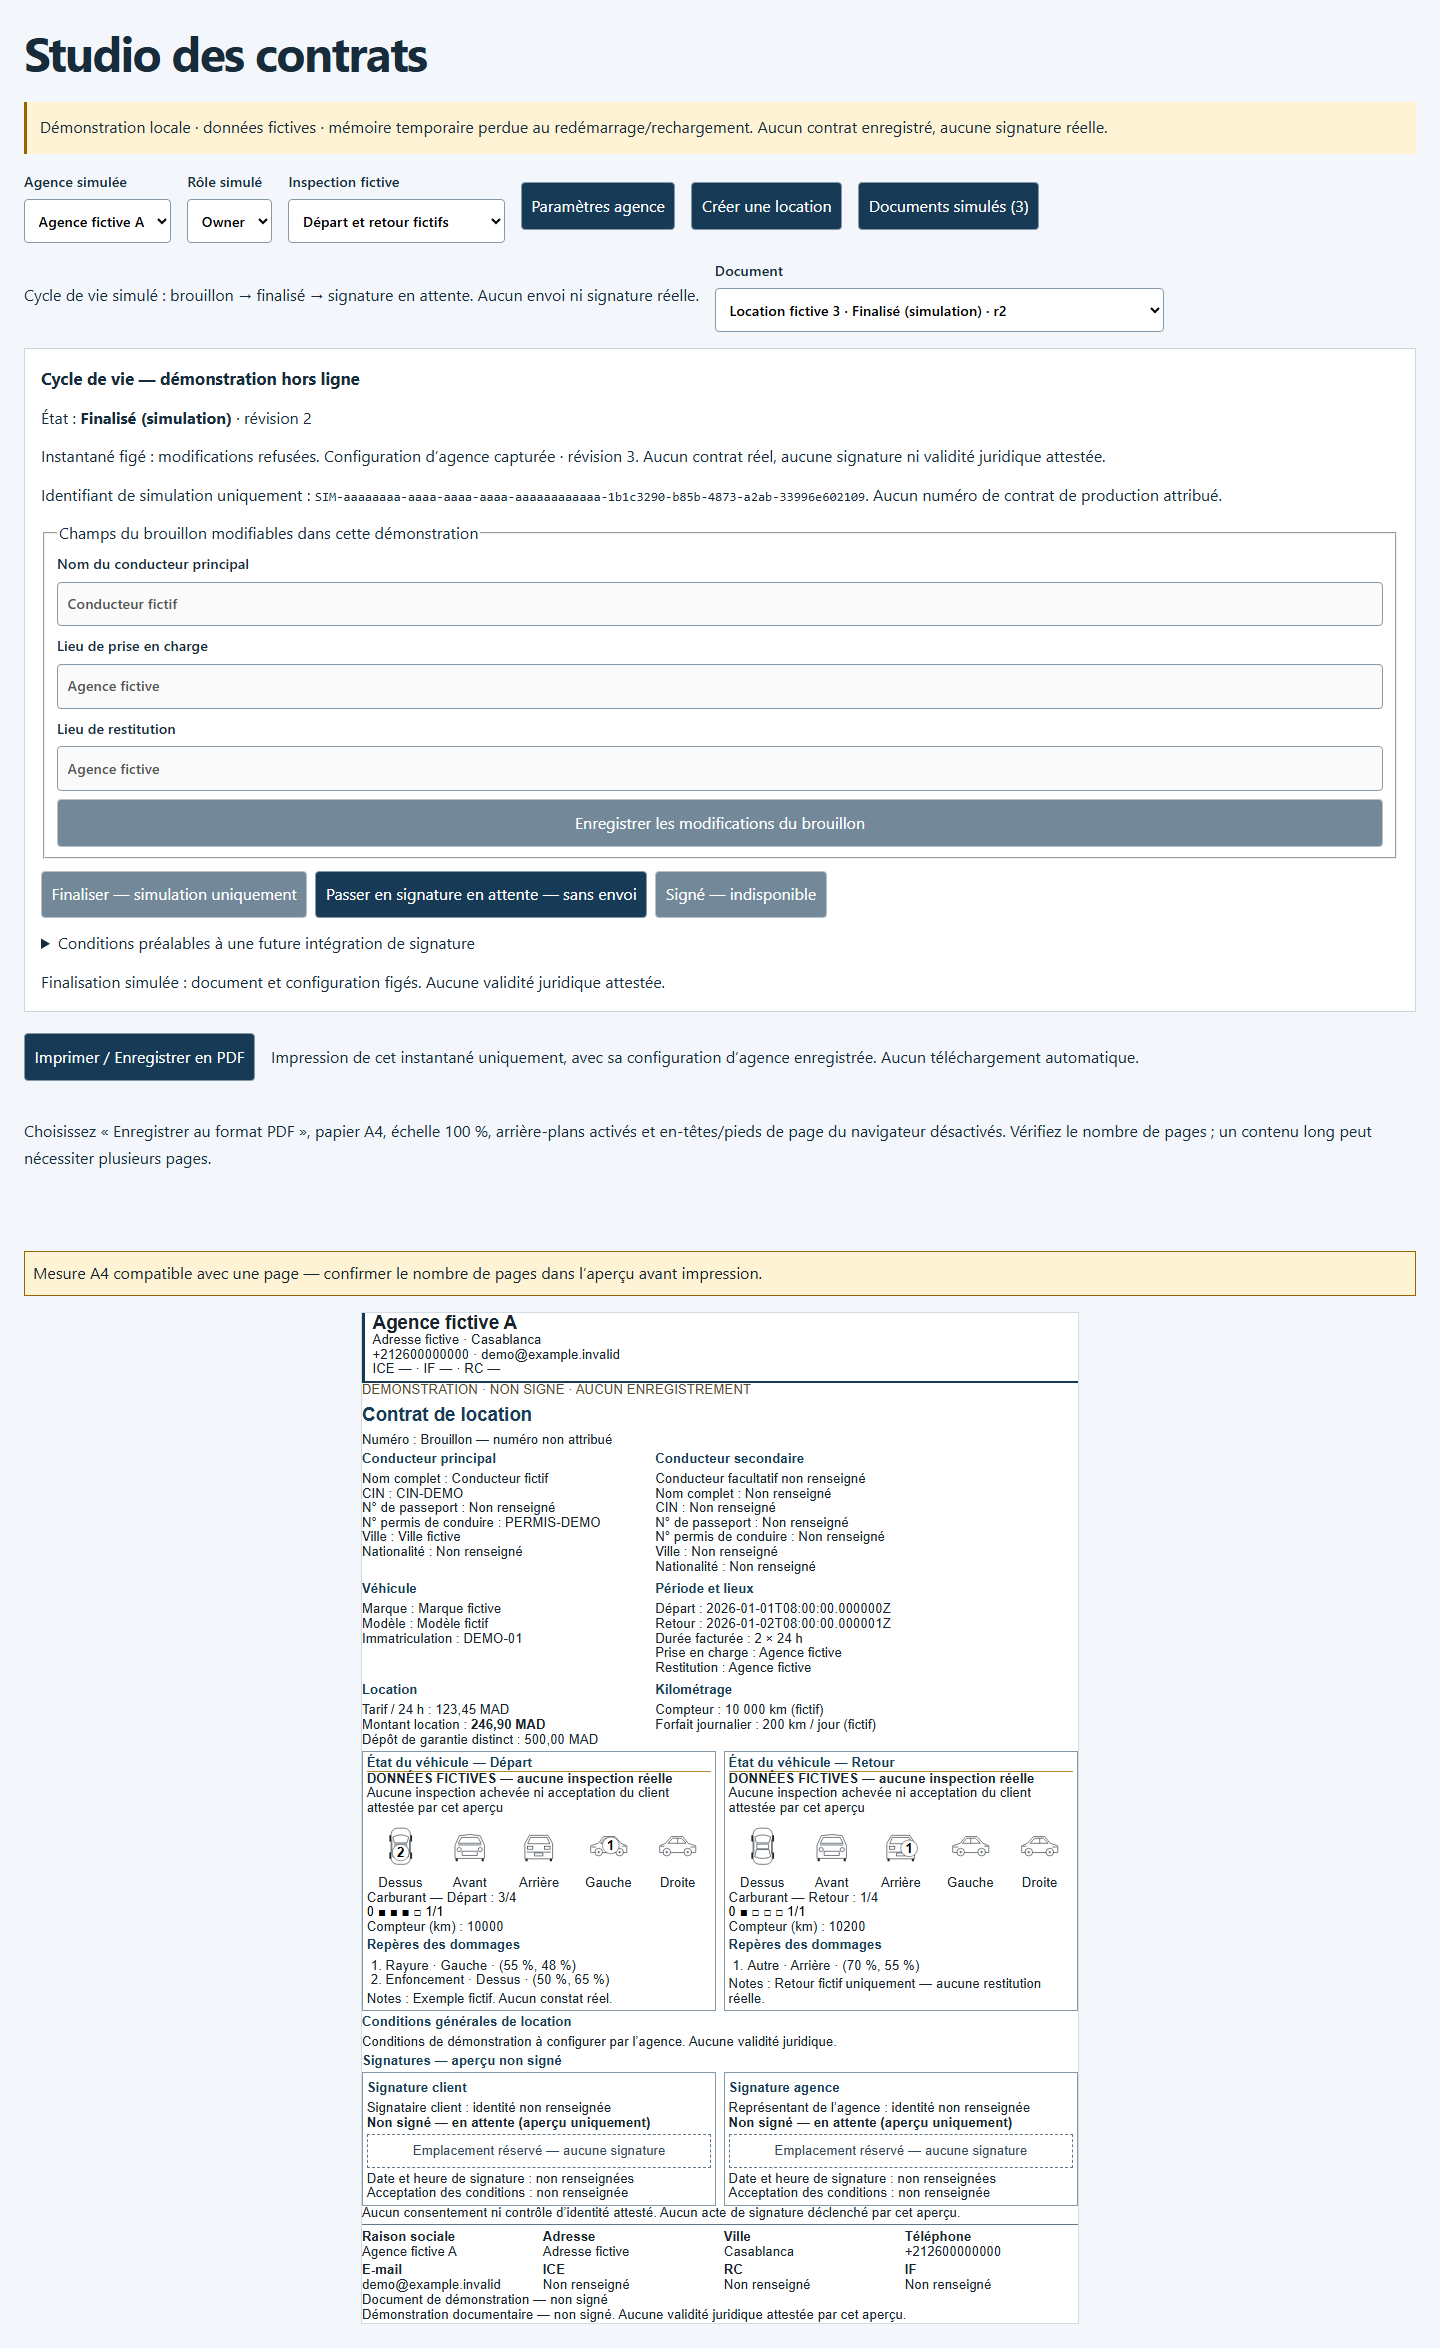 Studio des contrats
Démonstration locale · données fictives · mémoire temporaire perdue au redémarrage/rechargement. Aucun contrat enregistré, aucune signature réelle.
Agence simulée
Rôle simulé
Inspection fictive
Agence fictive A
Owner
Départ et retour fictifs
Paramètres agence
Créer une location
Documents simulés (3)
Document
Cycle de vie simulé : brouillon → finalisé → signature en attente. Aucun envoi ni signature réelle.
Location fictive 3 · Finalisé (simulation) · r2
Cycle de vie — démonstration hors ligne
État : Finalisé (simulation) · révision 2
Instantané figé : modifications refusées. Configuration d’agence capturée · révision 3. Aucun contrat réel, aucune signature ni validité juridique attestée.
Identifiant de simulation uniquement : SIM-aaaaaaaa-aaaa-aaaa-aaaa-aaaaaaaaaaaa-1b1c3290-b85b-4873-a2ab-33996e602109. Aucun numéro de contrat de production attribué.
Champs du brouillon modifiables dans cette démonstration
Nom du conducteur principal
Conducteur fictif
Lieu de prise en charge
Agence fictive
Lieu de restitution
Agence fictive
Enregistrer les modifications du brouillon
Finaliser — simulation uniquement
Passer en signature en attente — sans envoi
Signé — indisponible
▶ Conditions préalables à une future intégration de signature
Finalisation simulée : document et configuration figés. Aucune validité juridique attestée.
Imprimer / Enregistrer en PDF
Impression de cet instantané uniquement, avec sa configuration d’agence enregistrée. Aucun téléchargement automatique.
Choisissez « Enregistrer au format PDF », papier A4, échelle 100 %, arrière-plans activés et en-têtes/pieds de page du navigateur désactivés. Vérifiez le nombre de pages ; un contenu long peut
nécessiter plusieurs pages.
Mesure A4 compatible avec une page — confirmer le nombre de pages dans l’aperçu avant impression.
Agence fictive A
Adresse fictive · Casablanca
+212600000000 · demo@example.invalid
ICE — · IF — · RC —
DEMONSTRATION · NON SIGNE · AUCUN ENREGISTREMENT
Contrat de location
Numéro : Brouillon — numéro non attribué
Conducteur principal
Nom complet : Conducteur fictif
CIN : CIN-DEMO
N° de passeport : Non renseigné
N° permis de conduire : PERMIS-DEMO
Ville : Ville fictive
Nationalité : Non renseigné
Conducteur secondaire
Conducteur facultatif non renseigné
Nom complet : Non renseigné
CIN : Non renseigné
N° de passeport : Non renseigné
N° permis de conduire : Non renseigné
Ville : Non renseigné
Nationalité : Non renseigné
Véhicule
Marque : Marque fictive
Modèle : Modèle fictif
Immatriculation : DEMO-01
Période et lieux
Départ : 2026-01-01T08:00:00.000000Z
Retour : 2026-01-02T08:00:00.000001Z
Durée facturée : 2 × 24 h
Prise en charge : Agence fictive
Restitution : Agence fictive
Location
Tarif / 24 h : 123,45 MAD
Montant location : 246,90 MAD
Dépôt de garantie distinct : 500,00 MAD
Kilométrage
Compteur : 10 000 km (fictif)
Forfait journalier : 200 km / jour (fictif)
État du véhicule — Départ
DONNÉES FICTIVES — aucune inspection réelle
Aucune inspection achevée ni acceptation du client
attestée par cet aperçu
2
1
Dessus
Avant
Arrière
Gauche
Droite
Carburant — Départ : 3/4
0 ■ ■ ■ □ 1/1
Compteur (km) : 10000
Repères des dommages
1. Rayure · Gauche · (55 %, 48 %)
2. Enfoncement · Dessus · (50 %, 65 %)
Notes : Exemple fictif. Aucun constat réel.
État du véhicule — Retour
DONNÉES FICTIVES — aucune inspection réelle
Aucune inspection achevée ni acceptation du client
attestée par cet aperçu
1
Dessus
Avant
Arrière
Gauche
Droite
Carburant — Retour : 1/4
0 ■ □ □ □ 1/1
Compteur (km) : 10200
Repères des dommages
1. Autre · Arrière · (70 %, 55 %)
Notes : Retour fictif uniquement — aucune restitution
réelle.
Conditions générales de location
Conditions de démonstration à configurer par l’agence. Aucune validité juridique.
Signatures — aperçu non signé
Signature client
Signataire client : identité non renseignée
Non signé — en attente (aperçu uniquement)
Emplacement réservé — aucune signature
Date et heure de signature : non renseignées
Acceptation des conditions : non renseignée
Signature agence
Représentant de l’agence : identité non renseignée
Non signé — en attente (aperçu uniquement)
Emplacement réservé — aucune signature
Date et heure de signature : non renseignées
Acceptation des conditions : non renseignée
Aucun consentement ni contrôle d’identité attesté. Aucun acte de signature déclenché par cet aperçu.
Raison sociale
Agence fictive A
Adresse
Adresse fictive
Ville
Casablanca
Téléphone
+212600000000
E-mail
demo@example.invalid
ICE
Non renseigné
RC
Non renseigné
IF
Non renseigné
Document de démonstration — non signé
Démonstration documentaire — non signé. Aucune validité juridique attestée par cet aperçu.